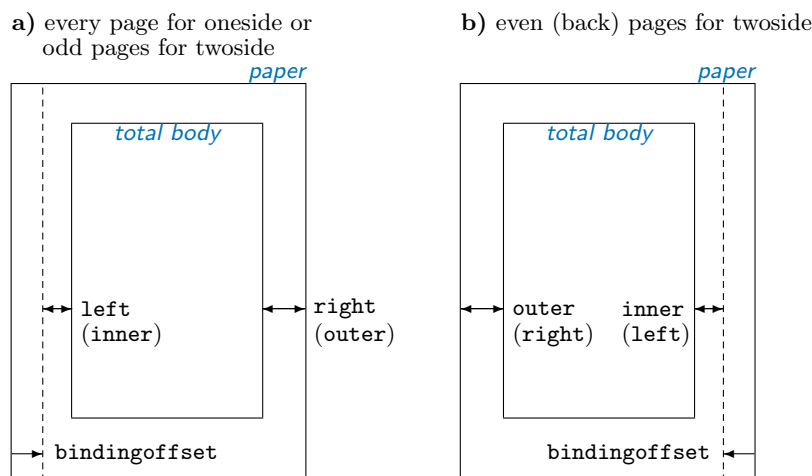 a) every page for oneside or
odd pages for twoside
paper
total body
left
(inner)
right
(outer)
bindingoffset
b) even (back) pages for twoside
paper
total body
outer
(right)
inner
(left)
bindingoffset